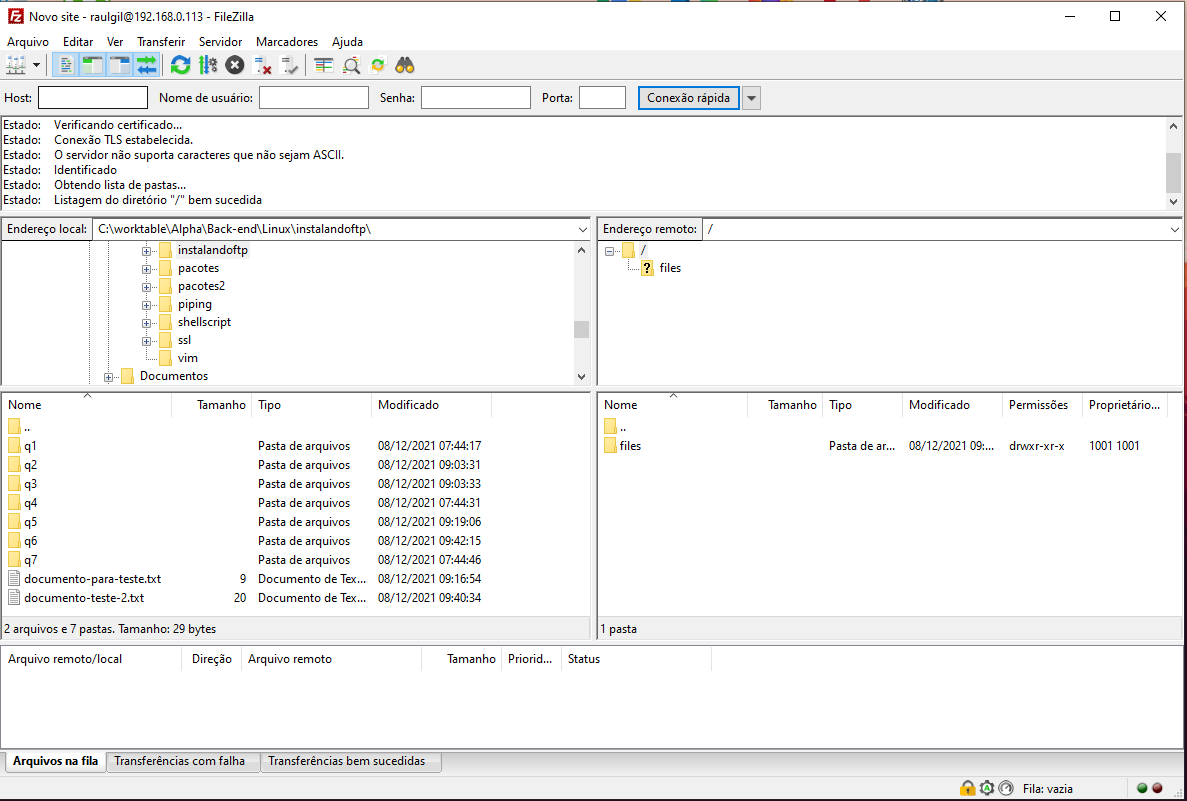 Novo site - raulgil@192.168.0.113 - FileZilla
Arquivo Editar Ver Transferir Servidor Marcadores Ajuda
Host: Nome de usuário: Senha: Porta: Conexão rápida
Estado: Verificando certificado...
Estado: Conexão TLS estabelecida.
Estado: O servidor não suporta caracteres que não sejam ASCII.
Estado: Identificado
Estado: Obtendo lista de pastas...
Estado: Listagem do diretório "/" bem sucedida
Endereço local: C:\worktable\Alpha\Back-end\Linux\instalandoftp\
instalandoftp
pacotes
pacotes2
piping
shellscript
ssl
vim
Documentos
Endereço remoto: /
/
? files
Nome Tamanho Tipo Modificado
..
q1 Pasta de arquivos 08/12/2021 07:44:17
q2 Pasta de arquivos 08/12/2021 09:03:31
q3 Pasta de arquivos 08/12/2021 09:03:33
q4 Pasta de arquivos 08/12/2021 07:44:31
q5 Pasta de arquivos 08/12/2021 09:19:06
q6 Pasta de arquivos 08/12/2021 09:42:15
q7 Pasta de arquivos 08/12/2021 07:44:46
documento-para-teste.txt 9 Documento de Tex... 08/12/2021 09:16:54
documento-teste-2.txt 20 Documento de Tex... 08/12/2021 09:40:34
2 arquivos e 7 pastas. Tamanho: 29 bytes
Nome Tamanho Tipo Modificado Permissões Proprietário...
..
files Pasta de ar... 08/12/2021 09:... drwxr-xr-x 1001 1001
1 pasta
Arquivo remoto/local Direção Arquivo remoto Tamanho Priorid... Status
Arquivos na fila Transferências com falha Transferências bem sucedidas
Fila: vazia